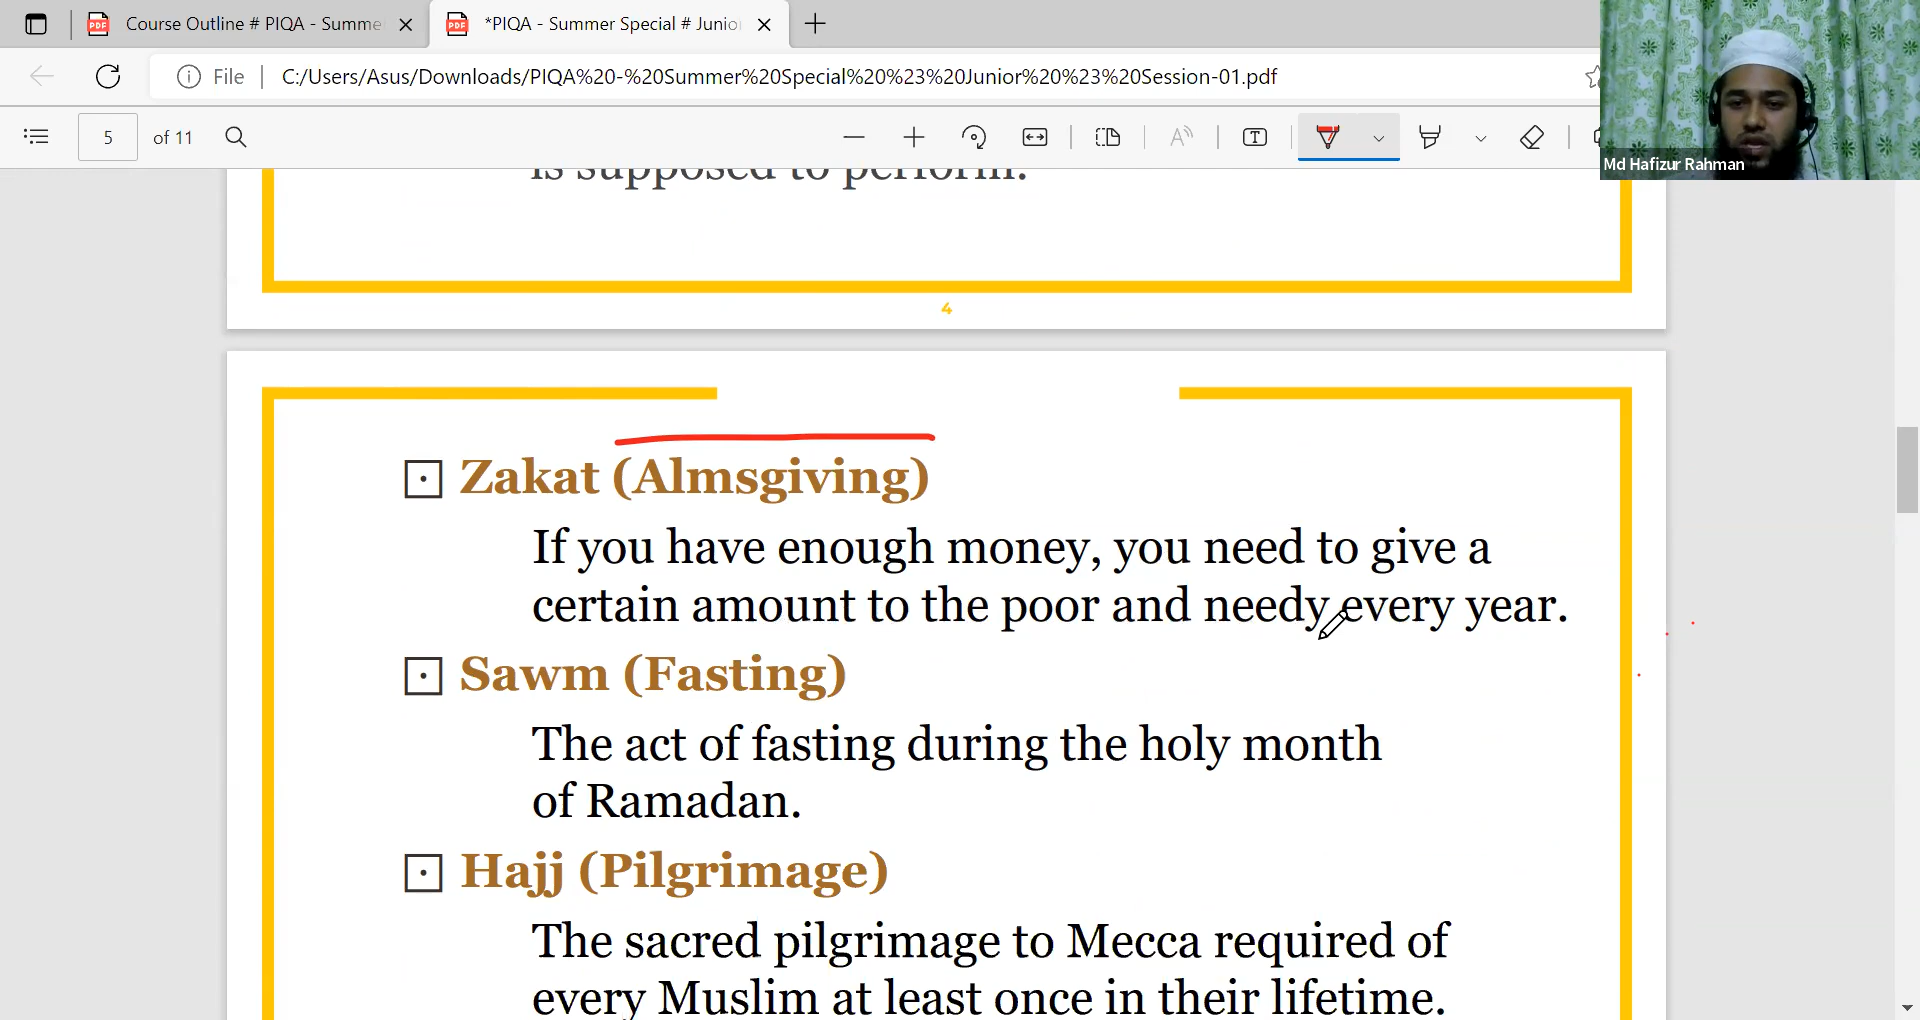 Course Outline # PIQA - Summe
*PIQA - Summer Special # Junio
File
C:/Users/Asus/Downloads/PIQA%20-%20Summer%20Special%20%23%20Junior%20%23%20Session-01.pdf
5 of 11
Md Hafizur Rahman
is supposed to perform.
4
Zakat (Almsgiving)
If you have enough money, you need to give a
certain amount to the poor and needy every year.
Sawm (Fasting)
The act of fasting during the holy month
of Ramadan.
Hajj (Pilgrimage)
The sacred pilgrimage to Mecca required of
every Muslim at least once in their lifetime.